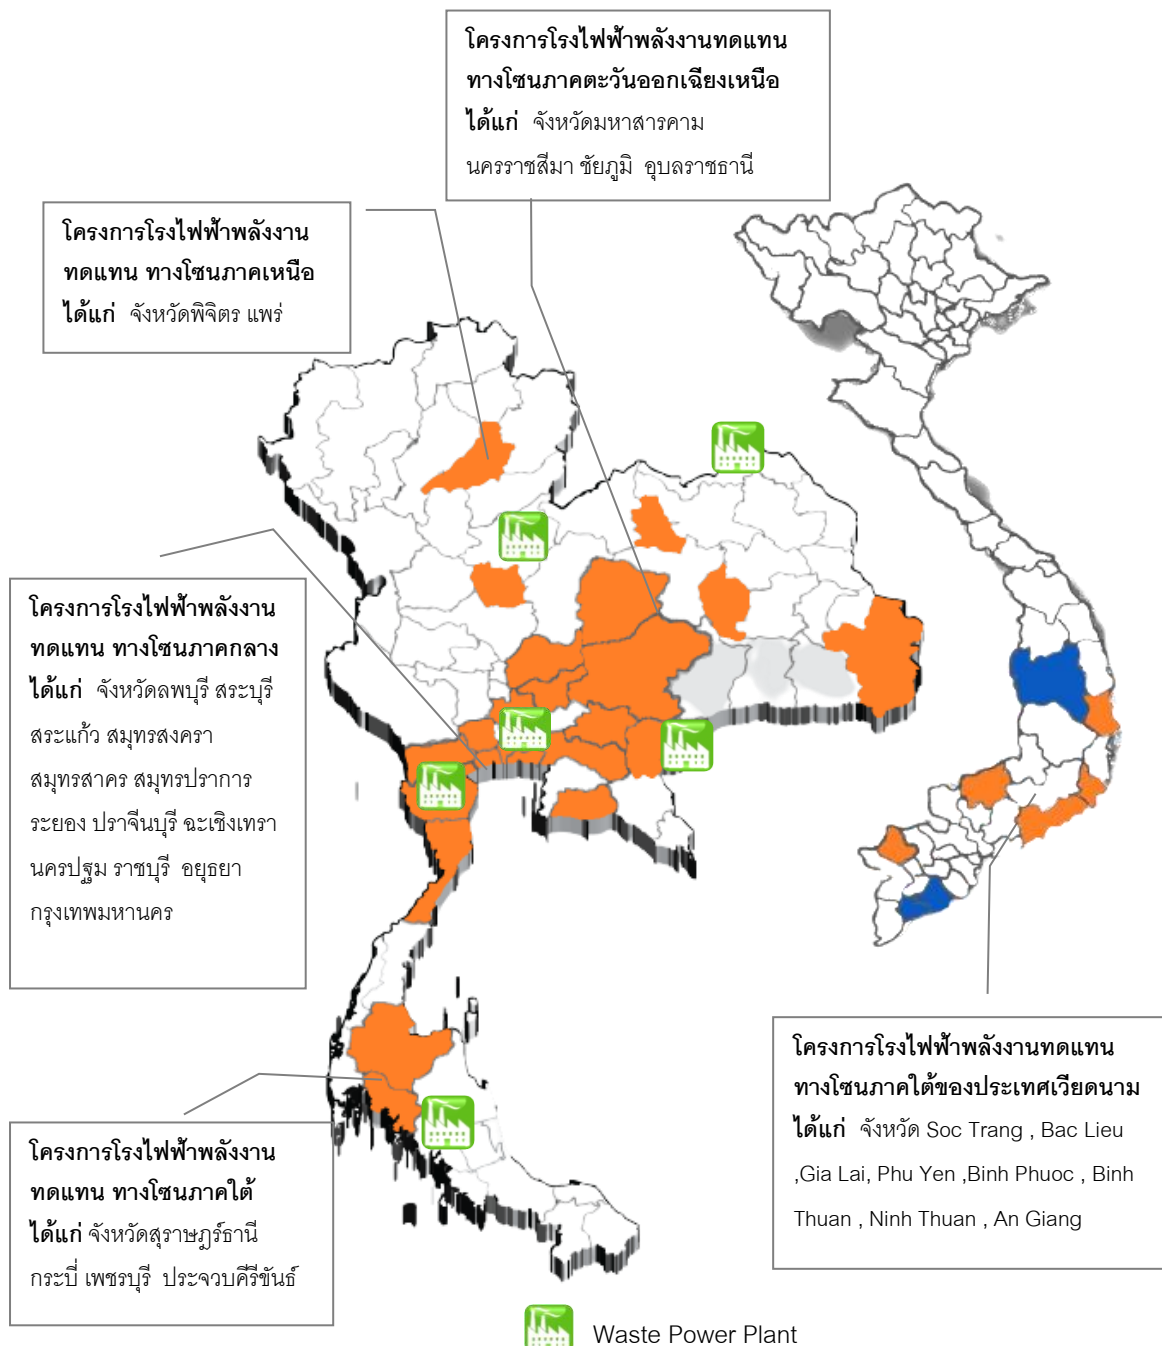 โครงการโรงไฟฟ้าพลังงานทดแทน
ทางโซนภาคตะวันออกเฉียงเหนือ
ได้แก่ จังหวัดมหาสารคาม
นครราชสีมา ชัยภูมิ อุบลราชธานี
โครงการโรงไฟฟ้าพลังงาน
ทดแทน ทางโซนภาคเหนือ
ได้แก่ จังหวัดพิจิตร แพร่
โครงการโรงไฟฟ้าพลังงาน
ทดแทน ทางโซนภาคกลาง
ได้แก่ จังหวัดลพบุรี สระบุรี
สระแก้ว สมุทรสงครา
สมุทรสาคร สมุทรปราการ
ระยอง ปราจีนบุรี ฉะเชิงเทรา
นครปฐม ราชบุรี อยุธยา
กรุงเทพมหานคร
โครงการโรงไฟฟ้าพลังงานทดแทน
ทางโซนภาคใต้ของประเทศเวียดนาม
ได้แก่ จังหวัด Soc Trang , Bac Lieu
,Gia Lai, Phu Yen ,Binh Phuoc , Binh
Thuan , Ninh Thuan , An Giang
โครงการโรงไฟฟ้าพลังงาน
ทดแทน ทางโซนภาคใต้
ได้แก่ จังหวัดสุราษฎร์ธานี
กระบี่ เพชรบุรี ประจวบคีรีขันธ์
Waste Power Plant